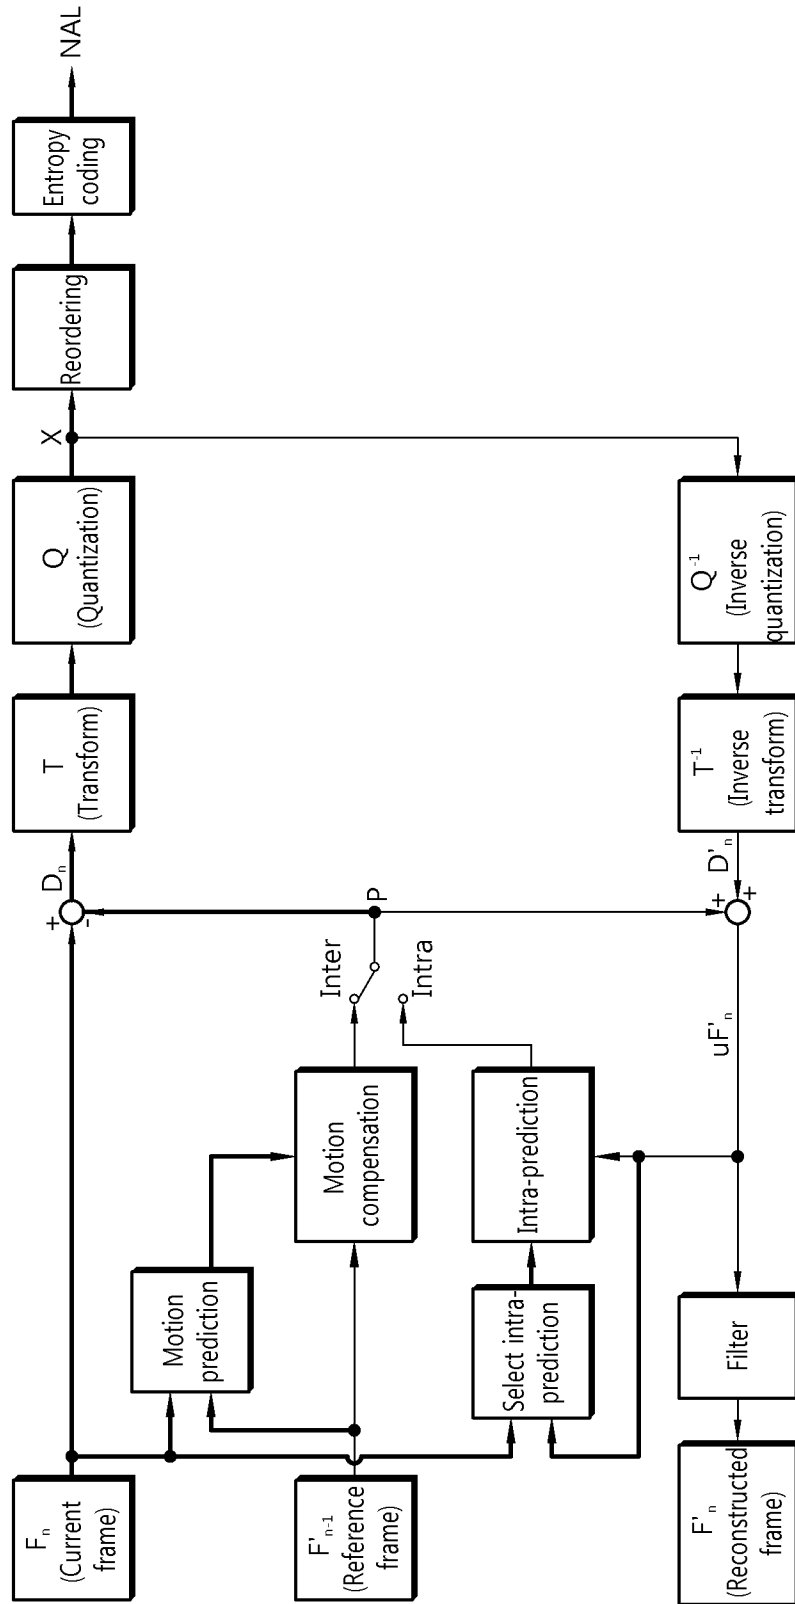 Fn
(Current
frame)
F'n-1
(Reference
frame)
F'n
(Reconstructed
frame)
Motion
prediction
Select intra-
prediction
Filter
Motion
compensation
Intra-prediction
Inter
Intra
P
uF'n
+
-
Dn
+
+
D'n
T
(Transform)
T-1
(Inverse
transform)
Q
(Quantization)
Q-1
(Inverse
quantization)
X
Reordering
Entropy
coding
NAL